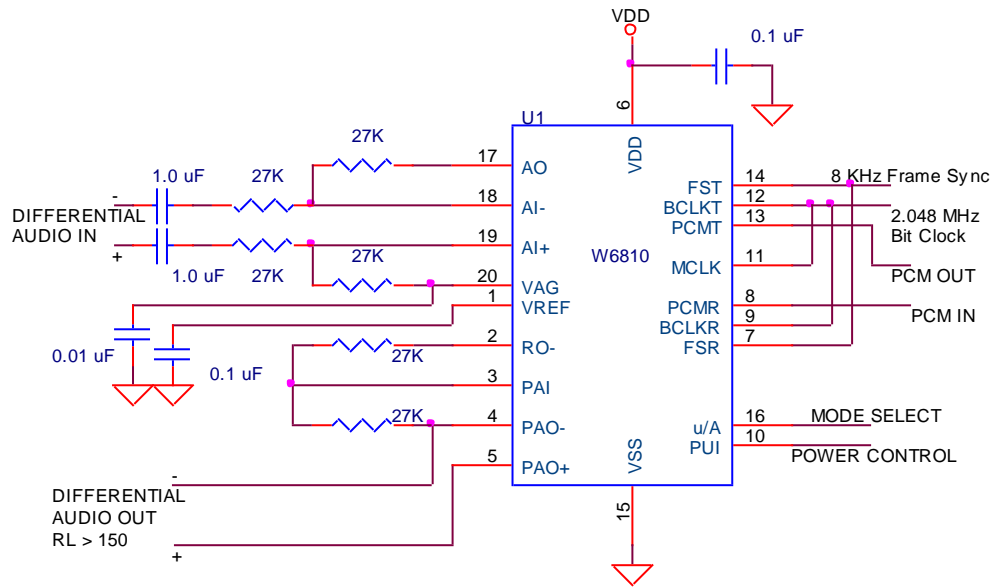 VDD
0.1 uF
6
U1
VDD
27K
17
AO
1.0 uF
27K
-
18
AI-
DIFFERENTIAL
AUDIO IN
+
19
AI+
1.0 uF
27K
27K
20
VAG
1
VREF
0.01 uF
0.1 uF
2
RO-
27K
3
PAI
27K
4
PAO-
5
PAO+
-
DIFFERENTIAL
AUDIO OUT
RL > 150
+
W6810
FST
14
8 KHz Frame Sync
BCLKT
12
2.048 MHz
Bit Clock
PCMT
13
PCM OUT
MCLK
11
PCMR
8
PCM IN
BCLKR
9
FSR
7
u/A
16
MODE SELECT
PUI
10
POWER CONTROL
VSS
15